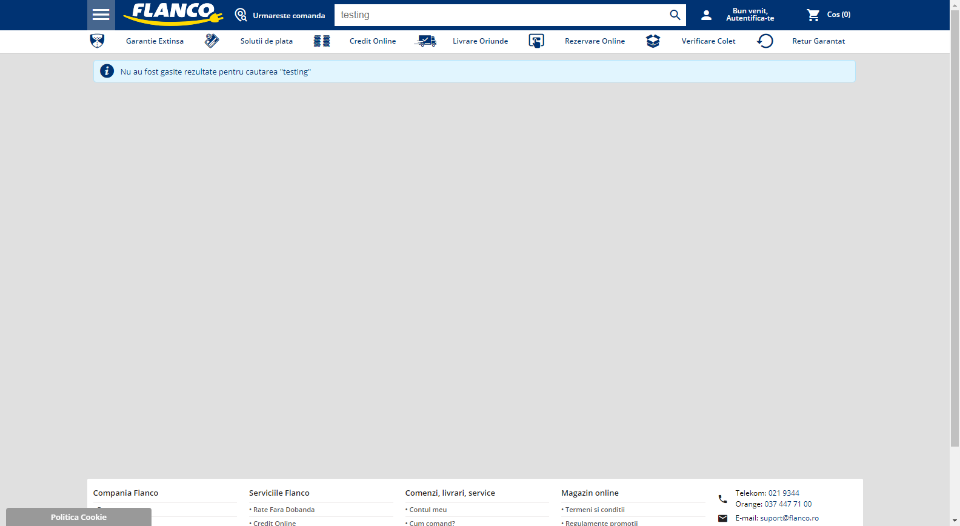 FLANCO
Urmareste comanda
testing
Bun venit,
Autentifica-te
Cos (0)
Garantie Extinsa
Solutii de plata
Credit Online
Livrare Oriunde
Rezervare Online
Verificare Colet
Retur Garantat
Nu au fost gasite rezultate pentru cautarea "testing"
Compania Flanco
Serviciile Flanco
• Rate Fara Dobanda
• Credit Online
Comenzi, livrari, service
• Contul meu
• Cum comand?
Magazin online
• Termeni si conditii
• Regulamente promotii
Telekom: 021 9344
Orange: 037 447 71 00
E-mail: suport@flanco.ro
Politica Cookie